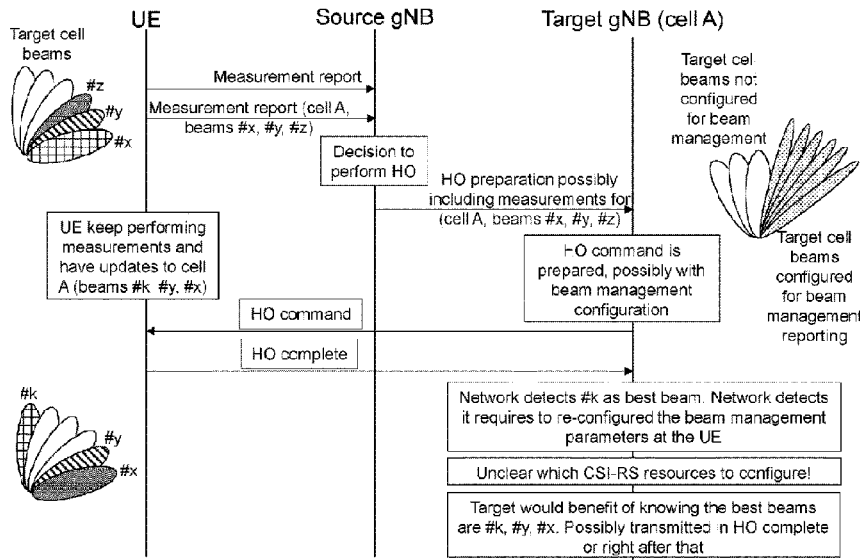 UE
Source gNB
Target gNB (cell A)
Target cell
beams
#z
#y
#x
Measurement report
Measurement report (cell A,
beams #x, #y, #z)
Decision to
perform HO
HO preparation possibly
including measurements for
(cell A, beams #x, #y, #z)
Target cel
beams not
configured
for beam
management
UE keep performing
measurements and
have updates to cell
A (beams #k #y, #x)
HO command is
prepared, possibly with
beam management
configuration
Target cell
beams
configured
for beam
management
reporting
HO command
HO complete
#k
#y
#x
Network detects #k as best beam. Network detects
it requires to re-configured the beam management
parameters at the UE
Unclear which CSI-RS resources to configure!
Target would benefit of knowing the best beams
are #k, #y, #x. Possibly transmitted in HO complete
or right after that